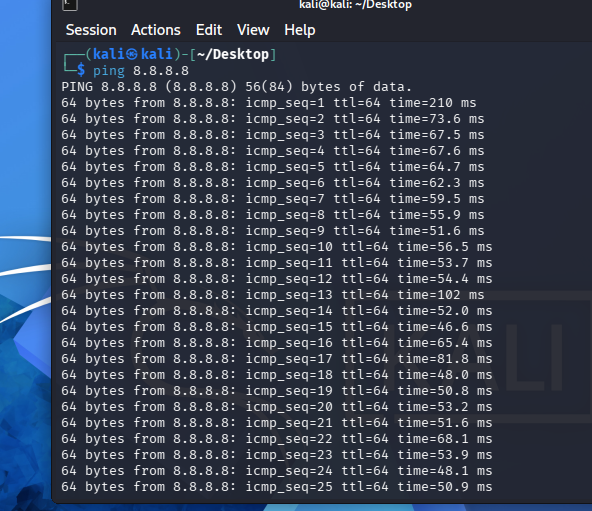 kali@kali: ~/Desktop
Session Actions Edit View Help
┌──(kali㉿kali)-[~/Desktop]
└─$ ping 8.8.8.8
PING 8.8.8.8 (8.8.8.8) 56(84) bytes of data.
64 bytes from 8.8.8.8: icmp_seq=1 ttl=64 time=210 ms
64 bytes from 8.8.8.8: icmp_seq=2 ttl=64 time=73.6 ms
64 bytes from 8.8.8.8: icmp_seq=3 ttl=64 time=67.5 ms
64 bytes from 8.8.8.8: icmp_seq=4 ttl=64 time=67.6 ms
64 bytes from 8.8.8.8: icmp_seq=5 ttl=64 time=64.7 ms
64 bytes from 8.8.8.8: icmp_seq=6 ttl=64 time=62.3 ms
64 bytes from 8.8.8.8: icmp_seq=7 ttl=64 time=59.5 ms
64 bytes from 8.8.8.8: icmp_seq=8 ttl=64 time=55.9 ms
64 bytes from 8.8.8.8: icmp_seq=9 ttl=64 time=51.6 ms
64 bytes from 8.8.8.8: icmp_seq=10 ttl=64 time=56.5 ms
64 bytes from 8.8.8.8: icmp_seq=11 ttl=64 time=53.7 ms
64 bytes from 8.8.8.8: icmp_seq=12 ttl=64 time=54.4 ms
64 bytes from 8.8.8.8: icmp_seq=13 ttl=64 time=102 ms
64 bytes from 8.8.8.8: icmp_seq=14 ttl=64 time=52.0 ms
64 bytes from 8.8.8.8: icmp_seq=15 ttl=64 time=46.6 ms
64 bytes from 8.8.8.8: icmp_seq=16 ttl=64 time=65.4 ms
64 bytes from 8.8.8.8: icmp_seq=17 ttl=64 time=81.8 ms
64 bytes from 8.8.8.8: icmp_seq=18 ttl=64 time=48.0 ms
64 bytes from 8.8.8.8: icmp_seq=19 ttl=64 time=50.8 ms
64 bytes from 8.8.8.8: icmp_seq=20 ttl=64 time=53.2 ms
64 bytes from 8.8.8.8: icmp_seq=21 ttl=64 time=51.6 ms
64 bytes from 8.8.8.8: icmp_seq=22 ttl=64 time=68.1 ms
64 bytes from 8.8.8.8: icmp_seq=23 ttl=64 time=53.9 ms
64 bytes from 8.8.8.8: icmp_seq=24 ttl=64 time=48.1 ms
64 bytes from 8.8.8.8: icmp_seq=25 ttl=64 time=50.9 ms